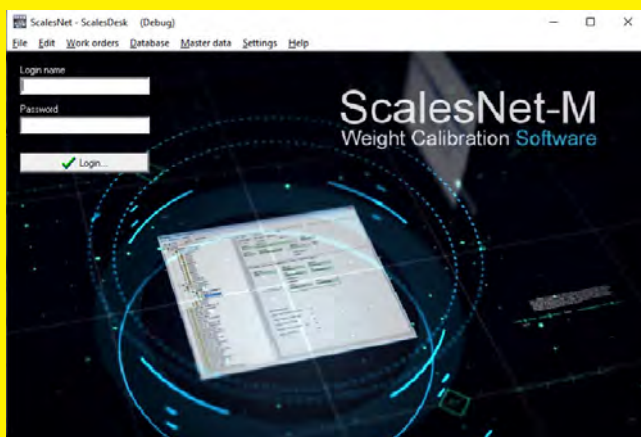 ScalesNet - ScalesDesk (Debug)
File Edit Work orders Database Master data Settings Help
Login name
Password
Login...
ScalesNet-M
Weight Calibration Software